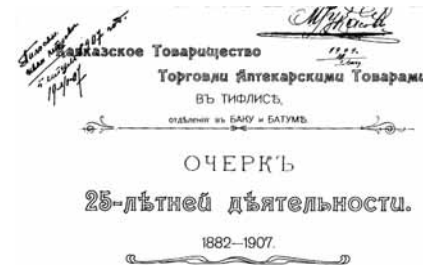 Кавказское Товарищество
Торговли Аптекарскими Товарами
ВЪ ТИФЛИСѢ,
отдѣленія въ БАКУ и БАТУМѢ.
ОЧЕРКЪ
25-лѣтней дѣятельности.
1882—1907.